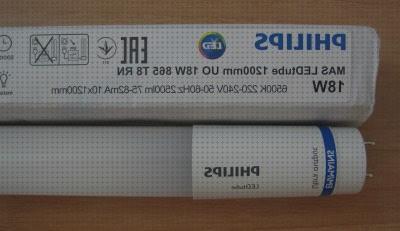 PHILIPS
LED
EAC
MAS LEDtube 1200mm UO 18W 865 T8 RN
18W
6500K 220-240V 50-60Hz 2500lm 75-82mA 10x1200mm
PHILIPS
LEDtube